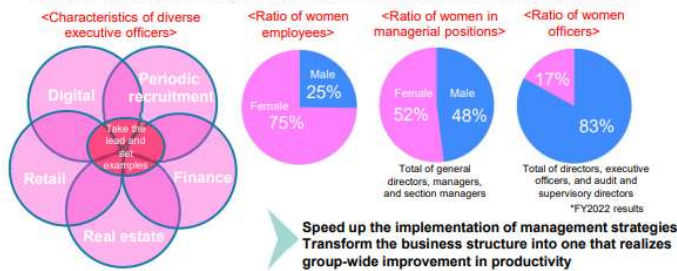 <Characteristics of diverse
executive officers>
Digital
Periodic
recruitment
Take the
lead and
set
examples
Retail
Finance
Real estate
<Ratio of women
employees>
Male
25%
Female
75%
<Ratio of women in
managerial positions>
Female
52%
Male
48%
Total of general
directors, managers,
and section managers
<Ratio of women
officers>
17%
83%
Total of directors, executive
officers, and audit and
supervisory directors
*FY2022 results
Speed up the implementation of management strategies
Transform the business structure into one that realizes
group-wide improvement in productivity